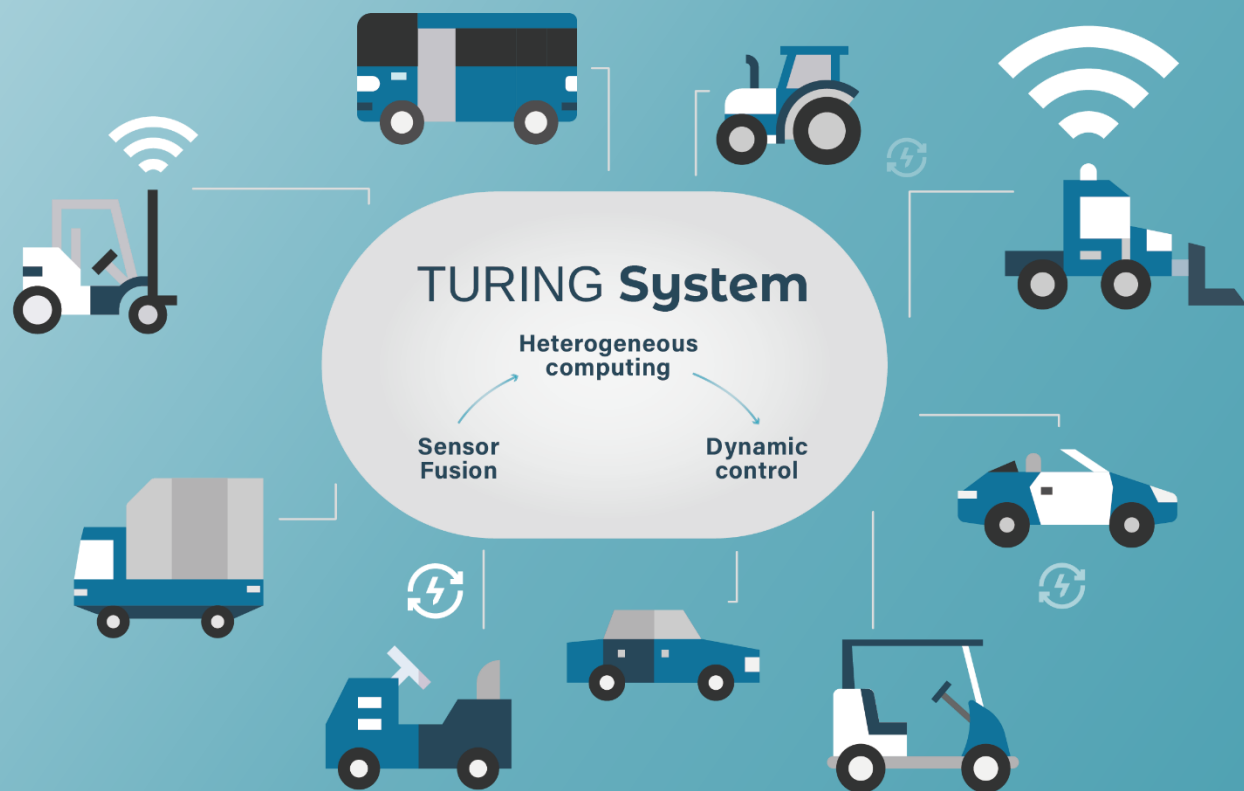 TURING System
Heterogeneous
computing
Sensor
Fusion
Dynamic
control